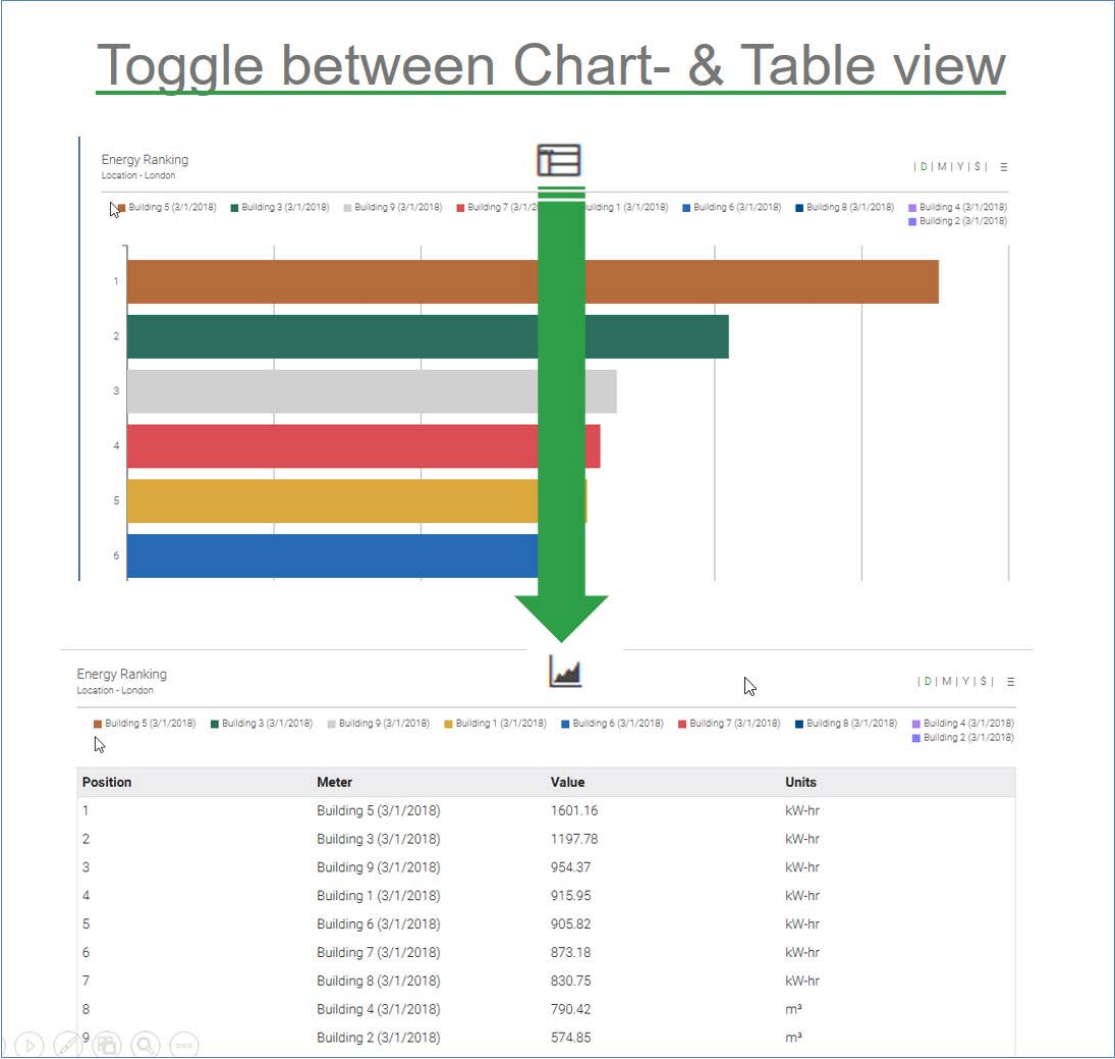 Toggle between Chart- & Table view
Energy Ranking
Location - London
| D | M | Y | S |
Building 5 (3/1/2018) Building 3 (3/1/2018) Building 9 (3/1/2018) Building 7 (3/1/2 uilding 1 (3/1/2018) Building 6 (3/1/2018) Building 8 (3/1/2018) Building 4 (3/1/2018)
Building 2 (3/1/2018)
1
2
3
4
5
6
Energy Ranking
Location - London
| D | M | Y | S |
Building 5 (3/1/2018) Building 3 (3/1/2018) Building 9 (3/1/2018) Building 1 (3/1/2018) Building 6 (3/1/2018) Building 7 (3/1/2018) Building 8 (3/1/2018) Building 4 (3/1/2018)
Building 2 (3/1/2018)
Position Meter Value Units
1 Building 5 (3/1/2018) 1601.16 kW-hr
2 Building 3 (3/1/2018) 1197.78 kW-hr
3 Building 9 (3/1/2018) 954.37 kW-hr
4 Building 1 (3/1/2018) 915.95 kW-hr
5 Building 6 (3/1/2018) 905.82 kW-hr
6 Building 7 (3/1/2018) 873.18 kW-hr
7 Building 8 (3/1/2018) 830.75 kW-hr
8 Building 4 (3/1/2018) 790.42 m³
9 Building 2 (3/1/2018) 574.85 m³